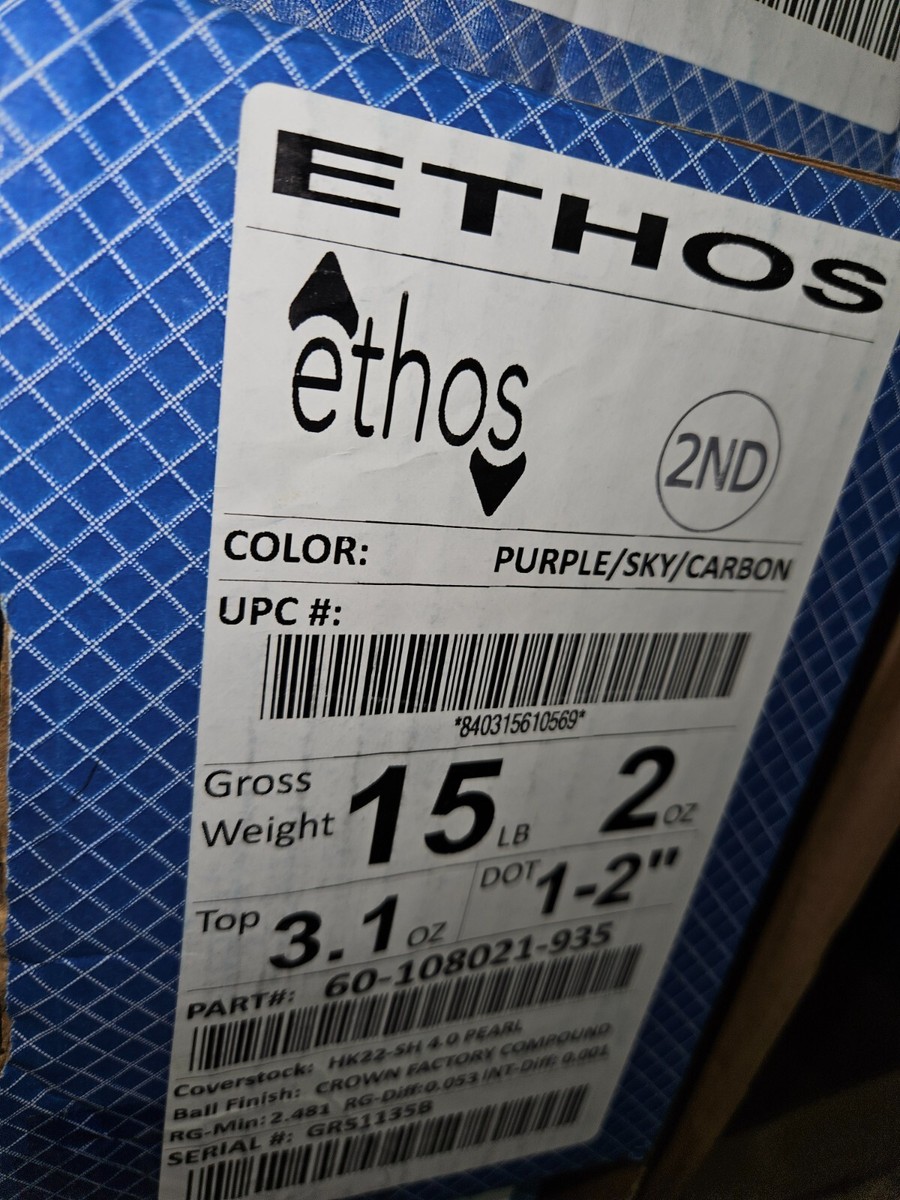 ETHOS
ethos
2ND
COLOR: PURPLE/SKY/CARBON
UPC #:
*840315610569*
Gross Weight 15 LB 2 OZ
Top 3.1 OZ DOT 1-2"
PART#: 60-108021-935
Coverstock: HK22-SH 4.0 PEARL
Ball Finish: CROWN FACTORY COMPOUND
RG-Min: 2.481 RG-Diff: 0.053 INT-Diff: 0.001
SERIAL #: GRS1135B